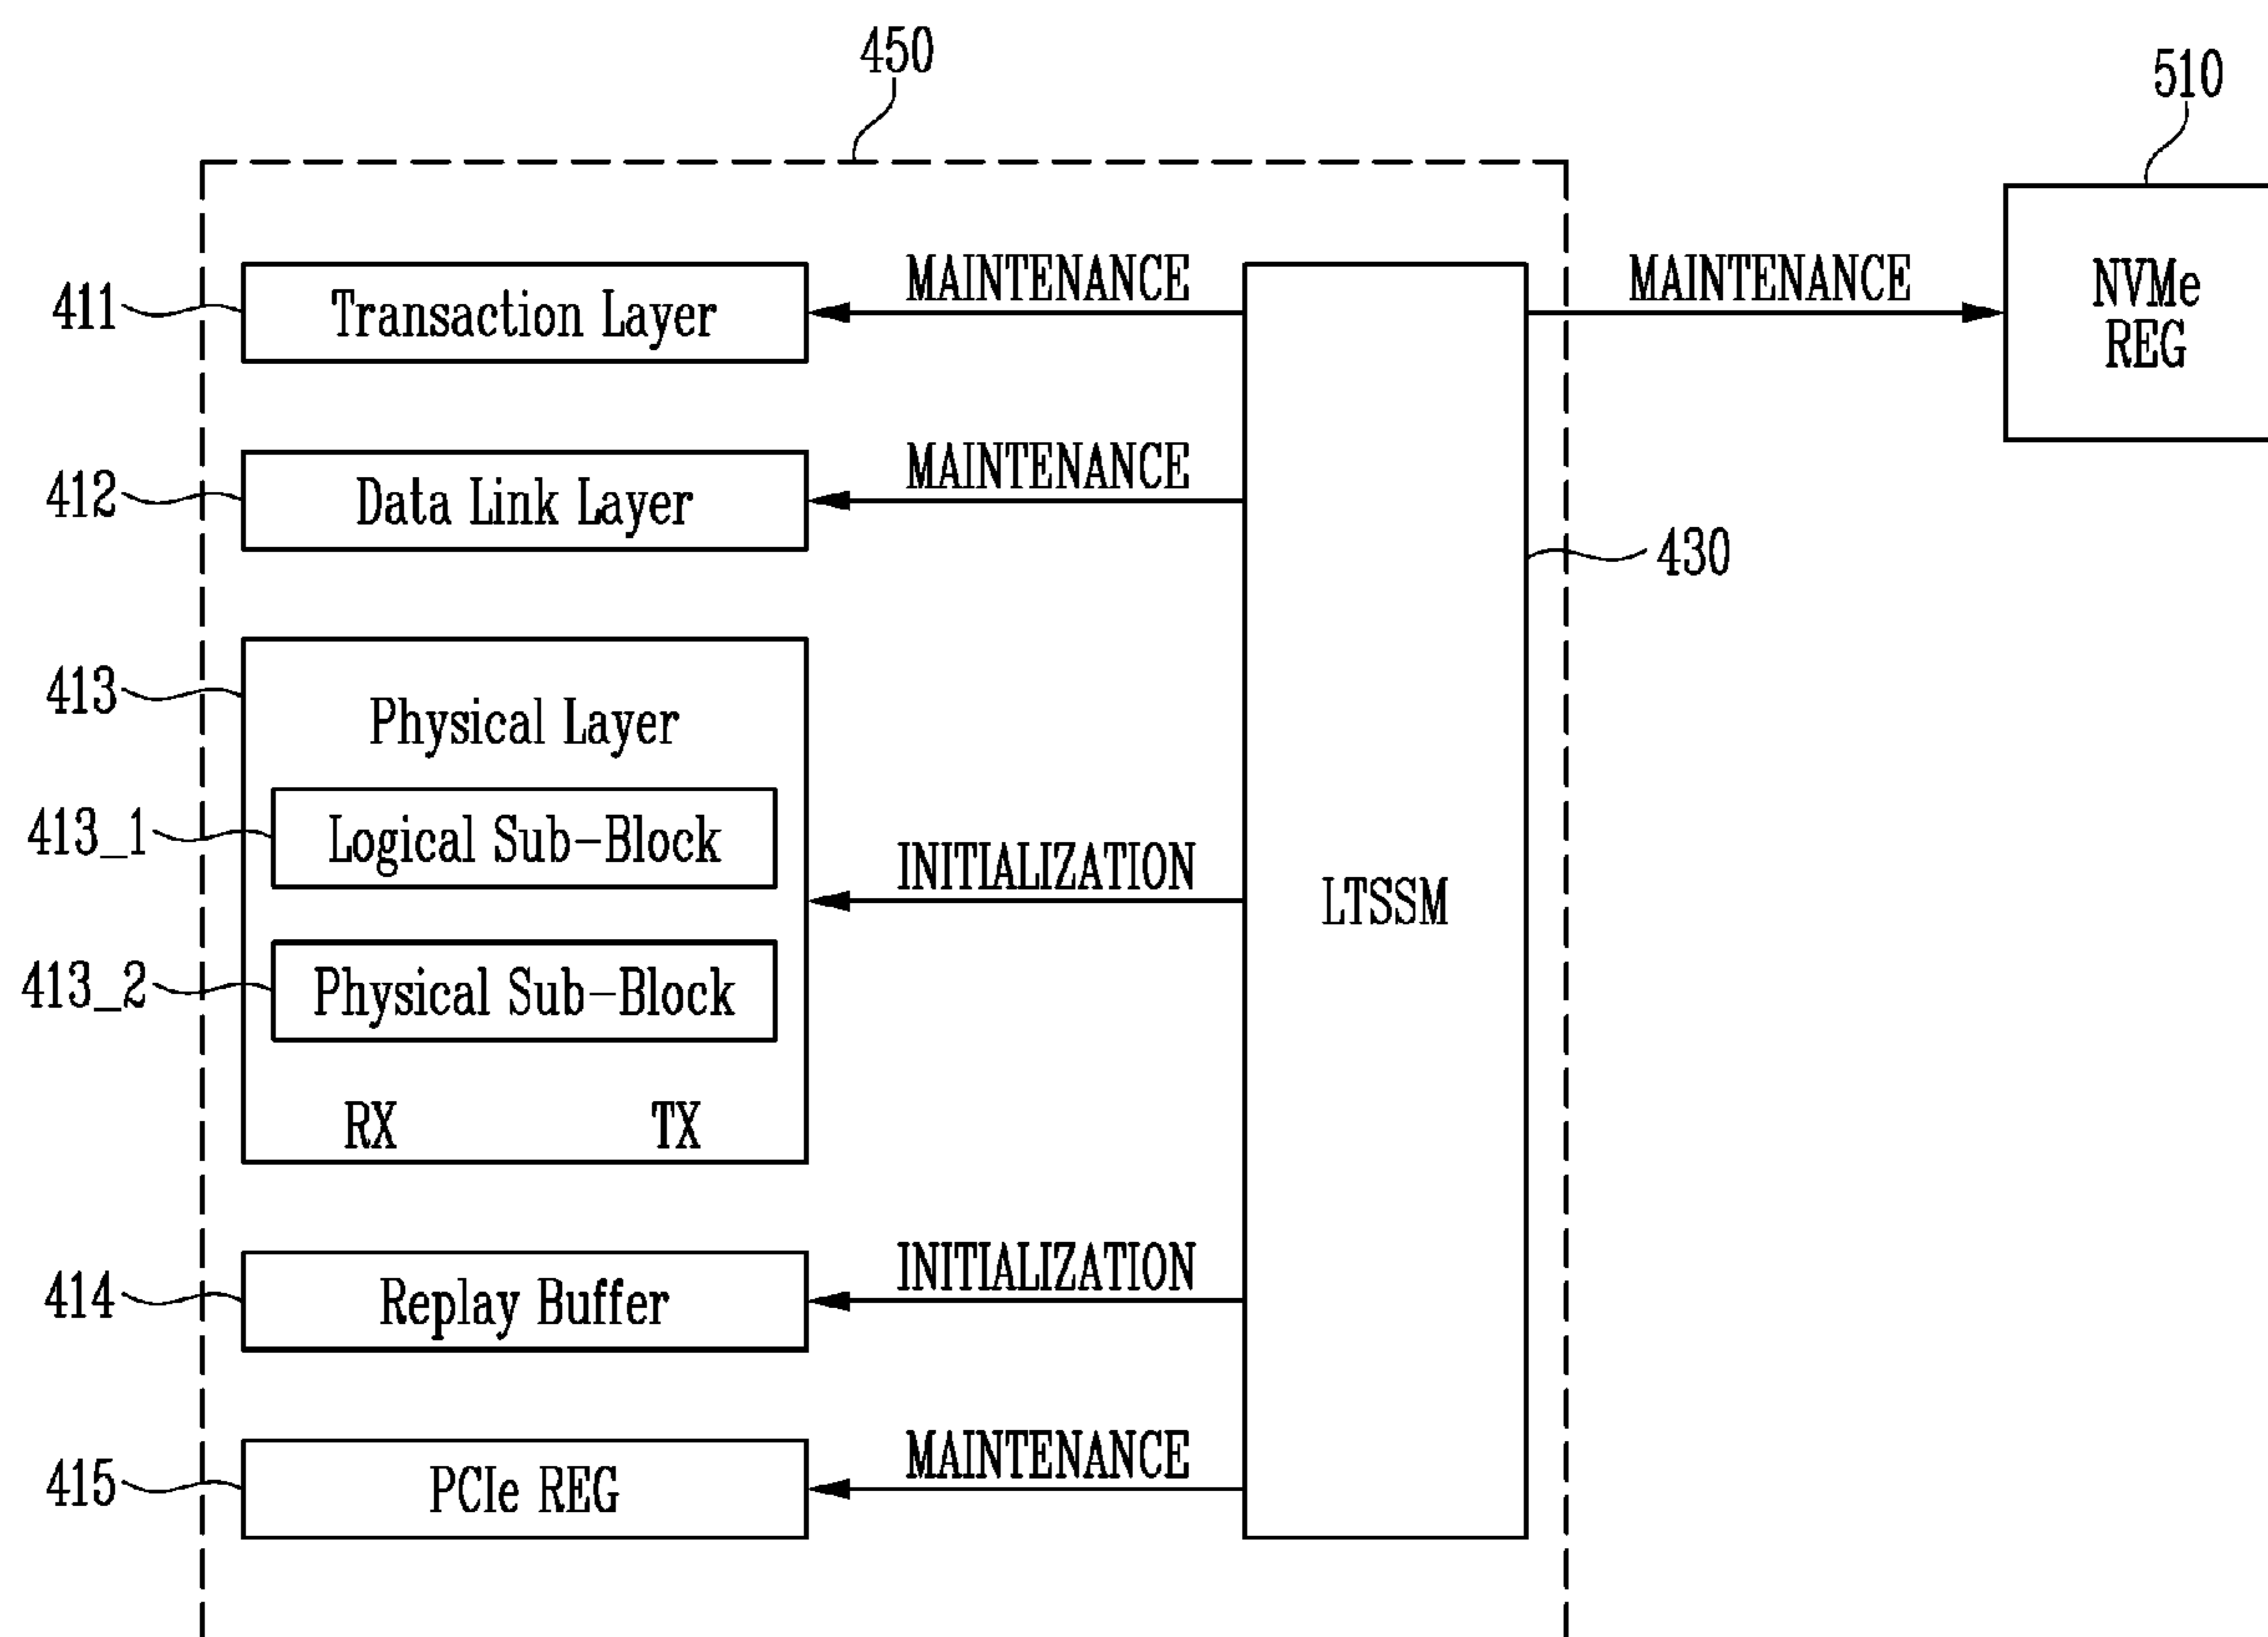 450
510
411
Transaction Layer
MAINTENANCE
MAINTENANCE
NVMe
REG
412
Data Link Layer
MAINTENANCE
430
413
Physical Layer
413_1
Logical Sub-Block
INITIALIZATION
LTSSM
413_2
Physical Sub-Block
RX
TX
414
Replay Buffer
INITIALIZATION
415
PCIe REG
MAINTENANCE